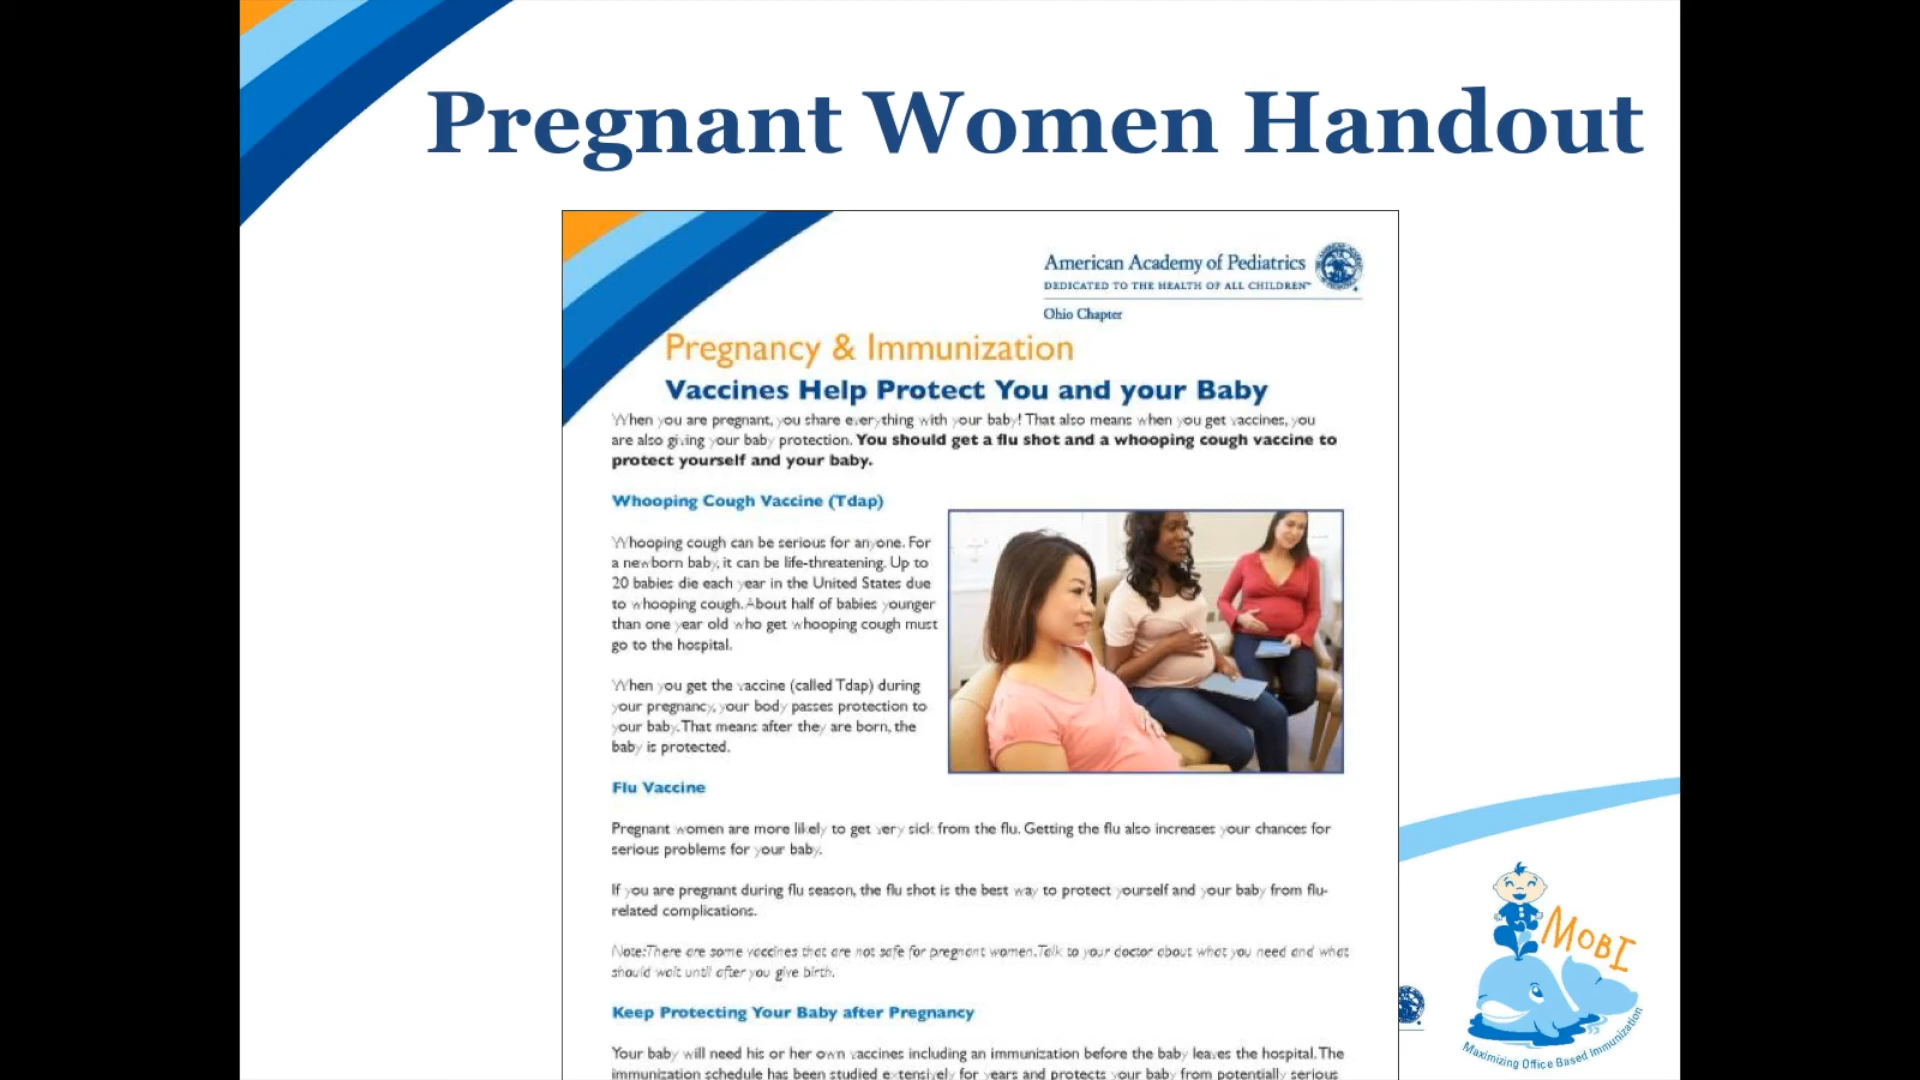 Pregnant Women Handout
American Academy of Pediatrics
DEDICATED TO THE HEALTH OF ALL CHILDREN™
Ohio Chapter
Pregnancy & Immunization
Vaccines Help Protect You and your Baby
When you are pregnant, you share everything with your baby! That also means when you get vaccines, you
are also giving your baby protection. You should get a flu shot and a whooping cough vaccine to
protect yourself and your baby.
Whooping Cough Vaccine (Tdap)
Whooping cough can be serious for anyone. For
a newborn baby, it can be life-threatening. Up to
20 babies die each year in the United States due
to whooping cough. About half of babies younger
than one year old who get whooping cough must
go to the hospital.
When you get the vaccine (called Tdap) during
your pregnancy, your body passes protection to
your baby. That means after they are born, the
baby is protected.
Flu Vaccine
Pregnant women are more likely to get very sick from the flu. Getting the flu also increases your chances for
serious problems for your baby.
If you are pregnant during flu season, the flu shot is the best way to protect yourself and your baby from flu-
related complications.
Note: There are some vaccines that are not safe for pregnant women. Talk to your doctor about what you need and what
should wait until after you give birth.
Keep Protecting Your Baby after Pregnancy
Your baby will need his or her own vaccines including an immunization before the baby leaves the hospital. The
immunization schedule has been studied extensively for years and protects your baby from potentially serious
MOBI
Maximizing Office Based Immunization